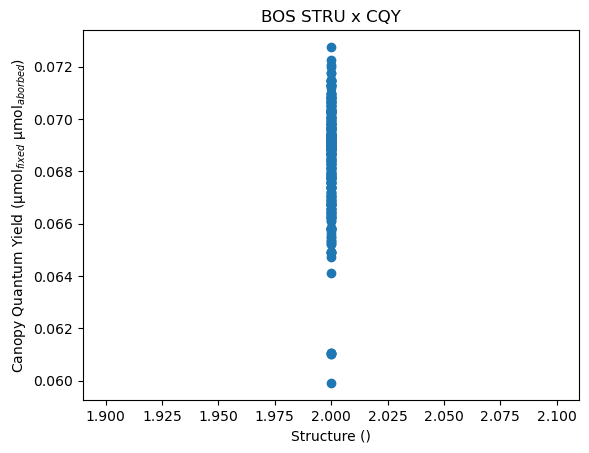 BOS STRU x CQY
Canopy Quantum Yield (µmol_fixed µmol_aborbed)
0.072
0.070
0.068
0.066
0.064
0.062
0.060
1.900 1.925 1.950 1.975 2.000 2.025 2.050 2.075 2.100
Structure ()